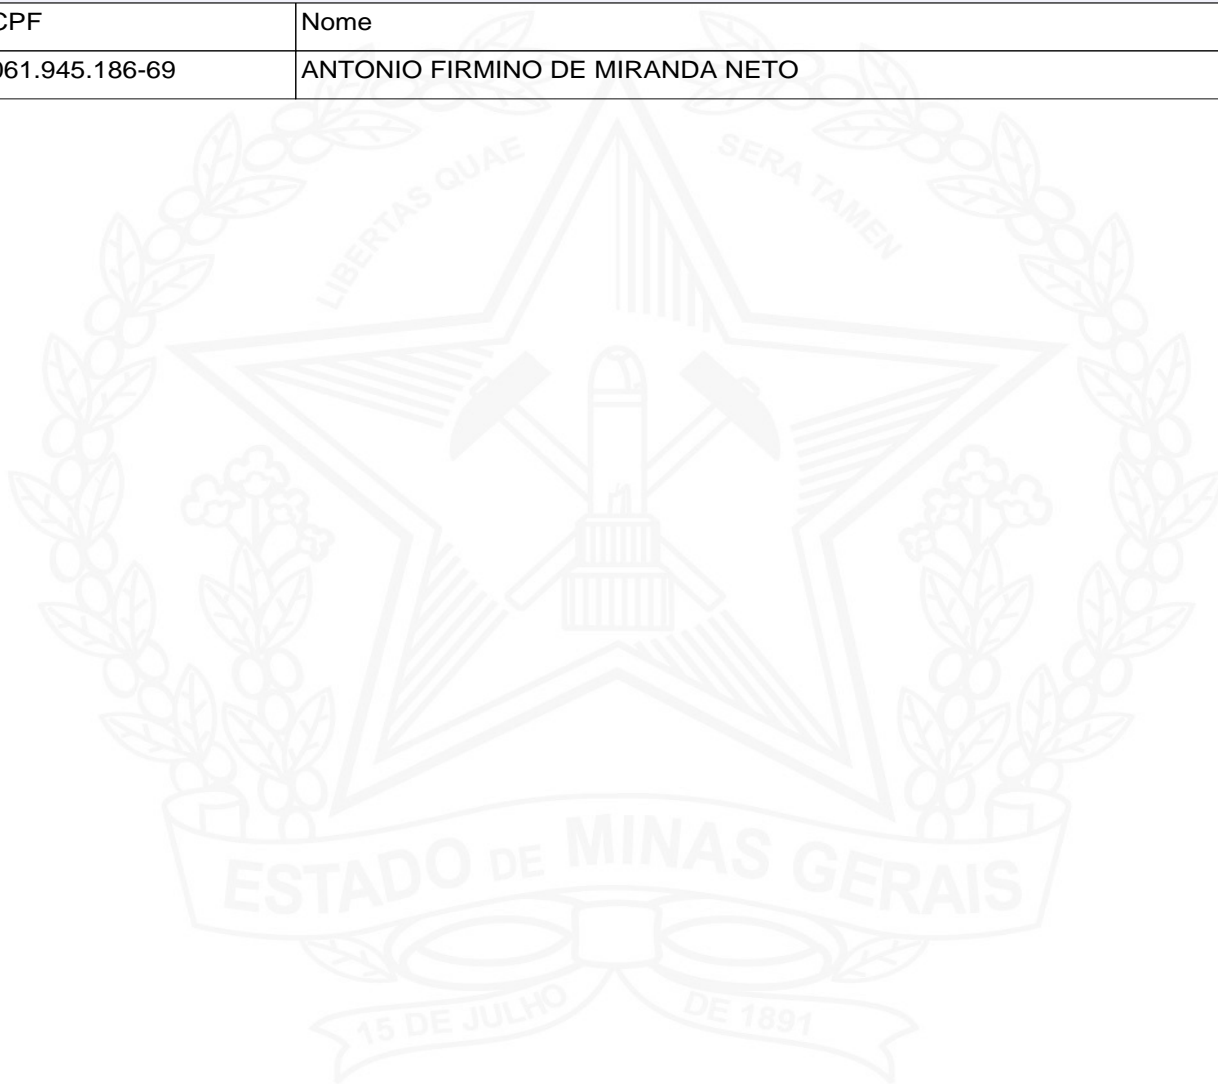 CPF Nome
061.945.186-69 ANTONIO FIRMINO DE MIRANDA NETO
LIBERTAS QUAE SERA TAMEN
ESTADO DE MINAS GERAIS
15 DE JULHO DE 1891